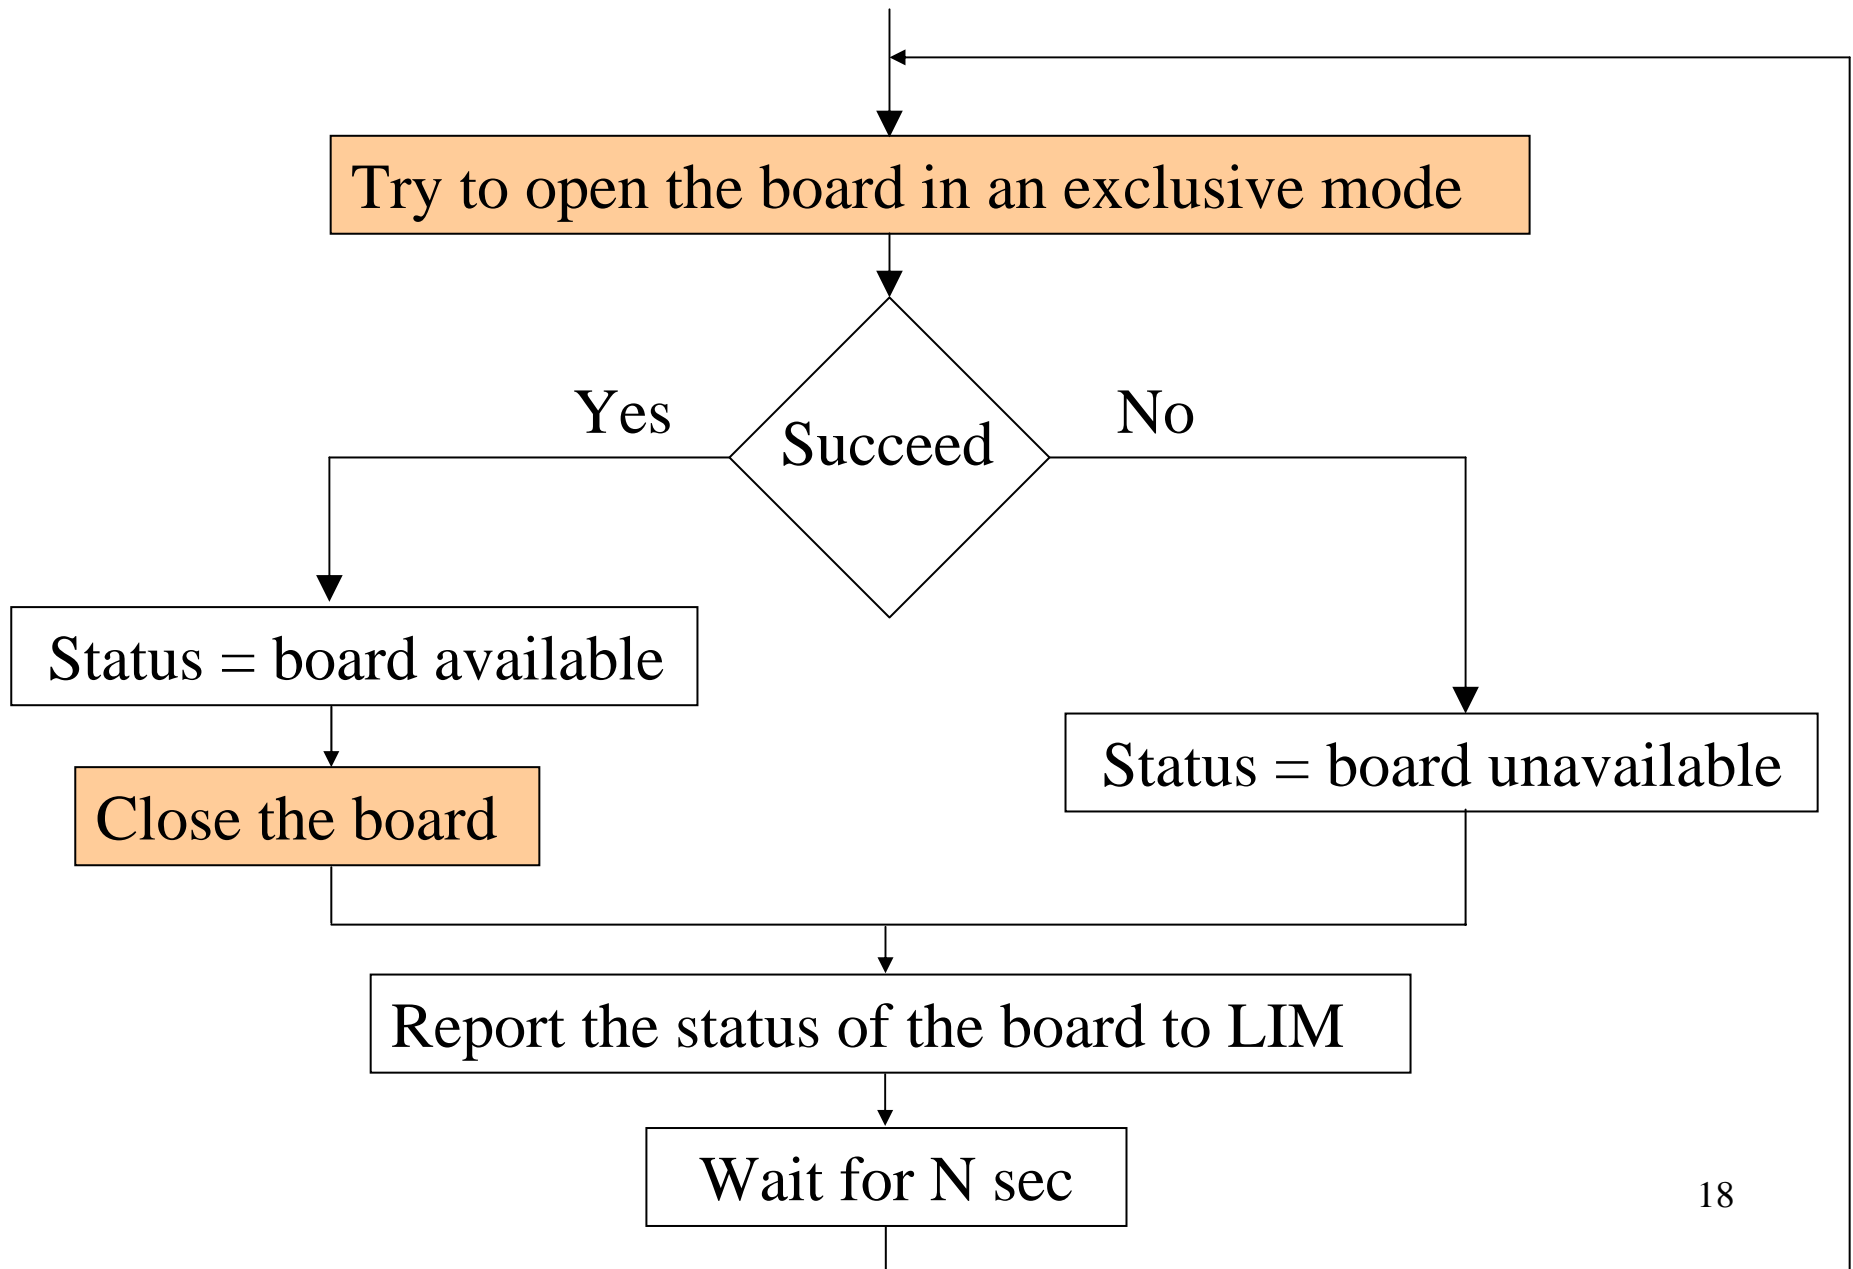 Try to open the board in an exclusive mode
Yes
No
Succeed
Status = board available
Status = board unavailable
Close the board
Report the status of the board to LIM
Wait for N sec
18